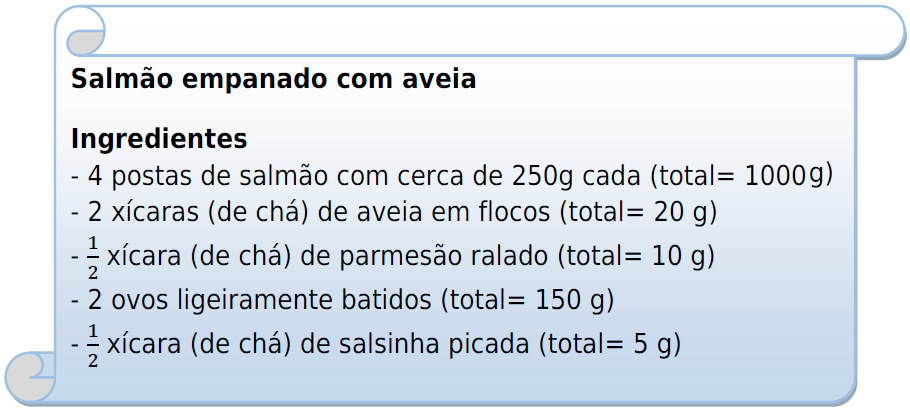 Salmão empanado com aveia
Ingredientes
- 4 postas de salmão com cerca de 250g cada (total= 1000g)
- 2 xícaras (de chá) de aveia em flocos (total= 20 g)
- 1/2 xícara (de chá) de parmesão ralado (total= 10 g)
- 2 ovos ligeiramente batidos (total= 150 g)
- 1/2 xícara (de chá) de salsinha picada (total= 5 g)